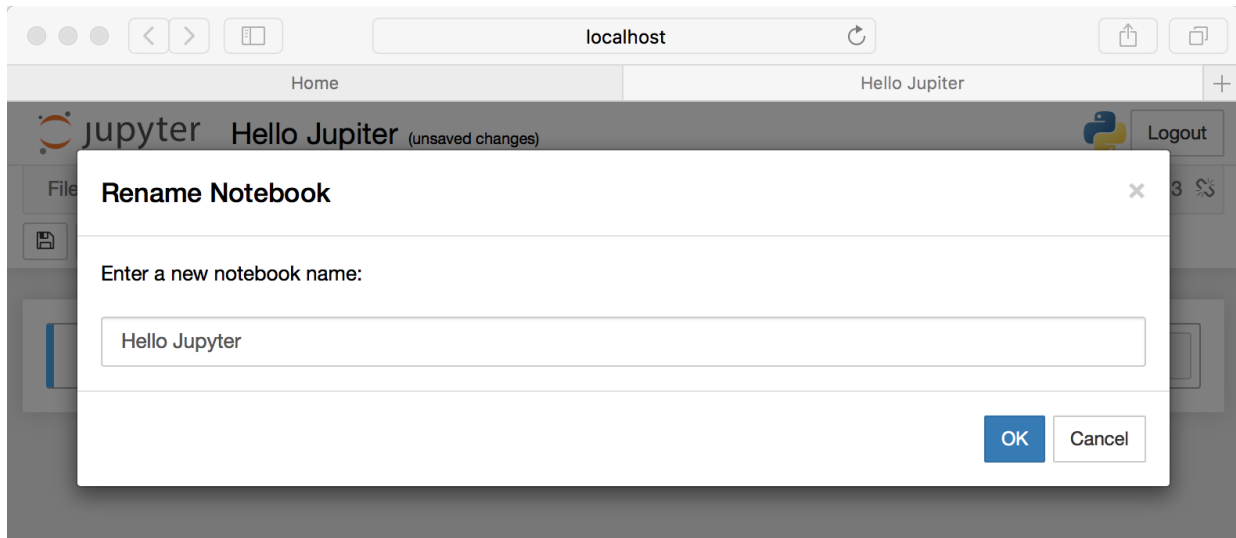 localhost
Home
Hello Jupiter
jupyter Hello Jupiter (unsaved changes)
Logout
File
3
Rename Notebook
×
Enter a new notebook name:
Hello Jupyter
OK
Cancel